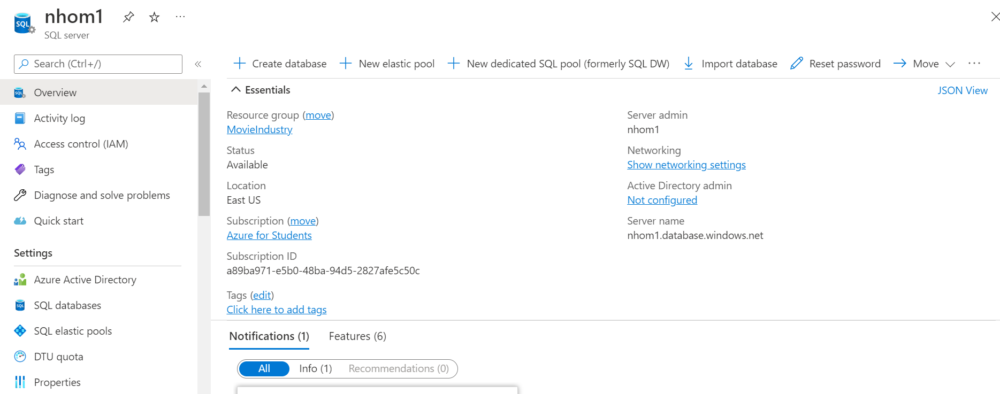 nhom1
SQL server
Search (Ctrl+/)
Overview
Activity log
Access control (IAM)
Tags
Diagnose and solve problems
Quick start
Settings
Azure Active Directory
SQL databases
SQL elastic pools
DTU quota
Properties
Create database
New elastic pool
New dedicated SQL pool (formerly SQL DW)
Import database
Reset password
Move
Essentials
JSON View
Resource group (move)
MovieIndustry
Status
Available
Location
East US
Subscription (move)
Azure for Students
Subscription ID
a89ba971-e5b0-48ba-94d5-2827afe5c50c
Tags (edit)
Click here to add tags
Server admin
nhom1
Networking
Show networking settings
Active Directory admin
Not configured
Server name
nhom1.database.windows.net
Notifications (1)
Features (6)
All
Info (1)
Recommendations (0)